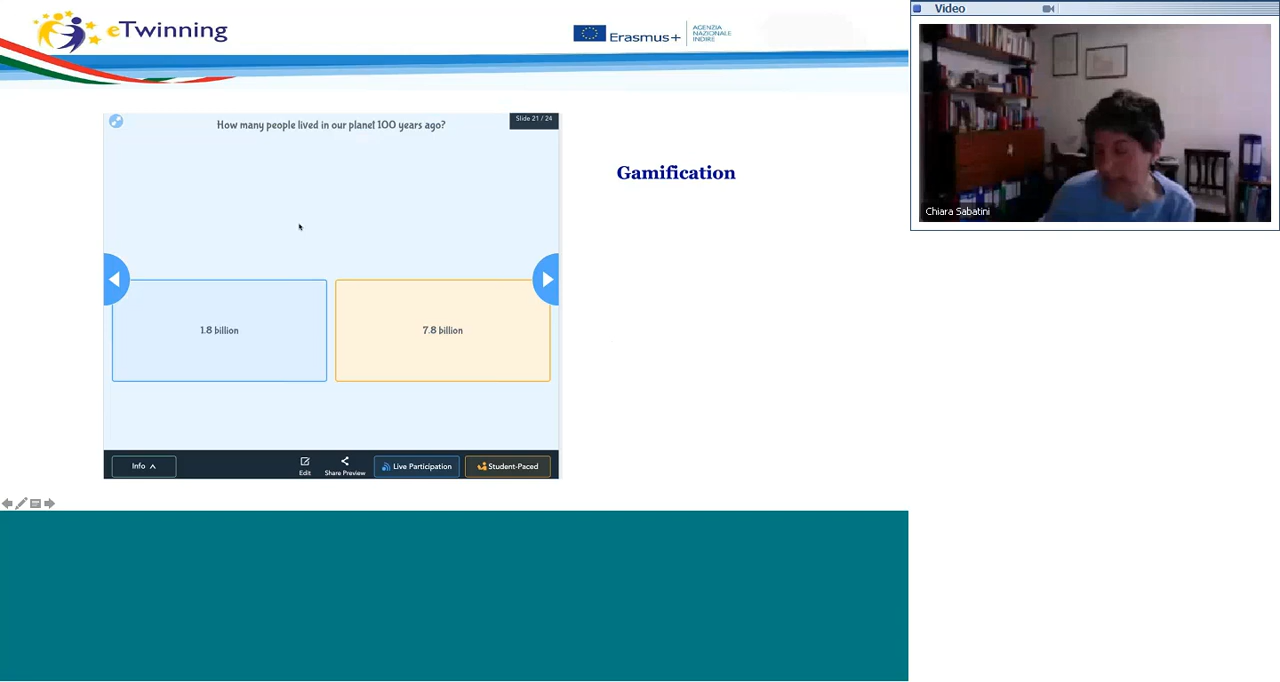 eTwinning
Erasmus+
AGENZIA
NAZIONALE
INDIRE
Video
How many people lived in our planet 100 years ago?
Slide 21 / 24
Gamification
Chiara Sabatini
1.8 billion
7.8 billion
Info
Edit
Share Preview
Live Participation
Student-Paced